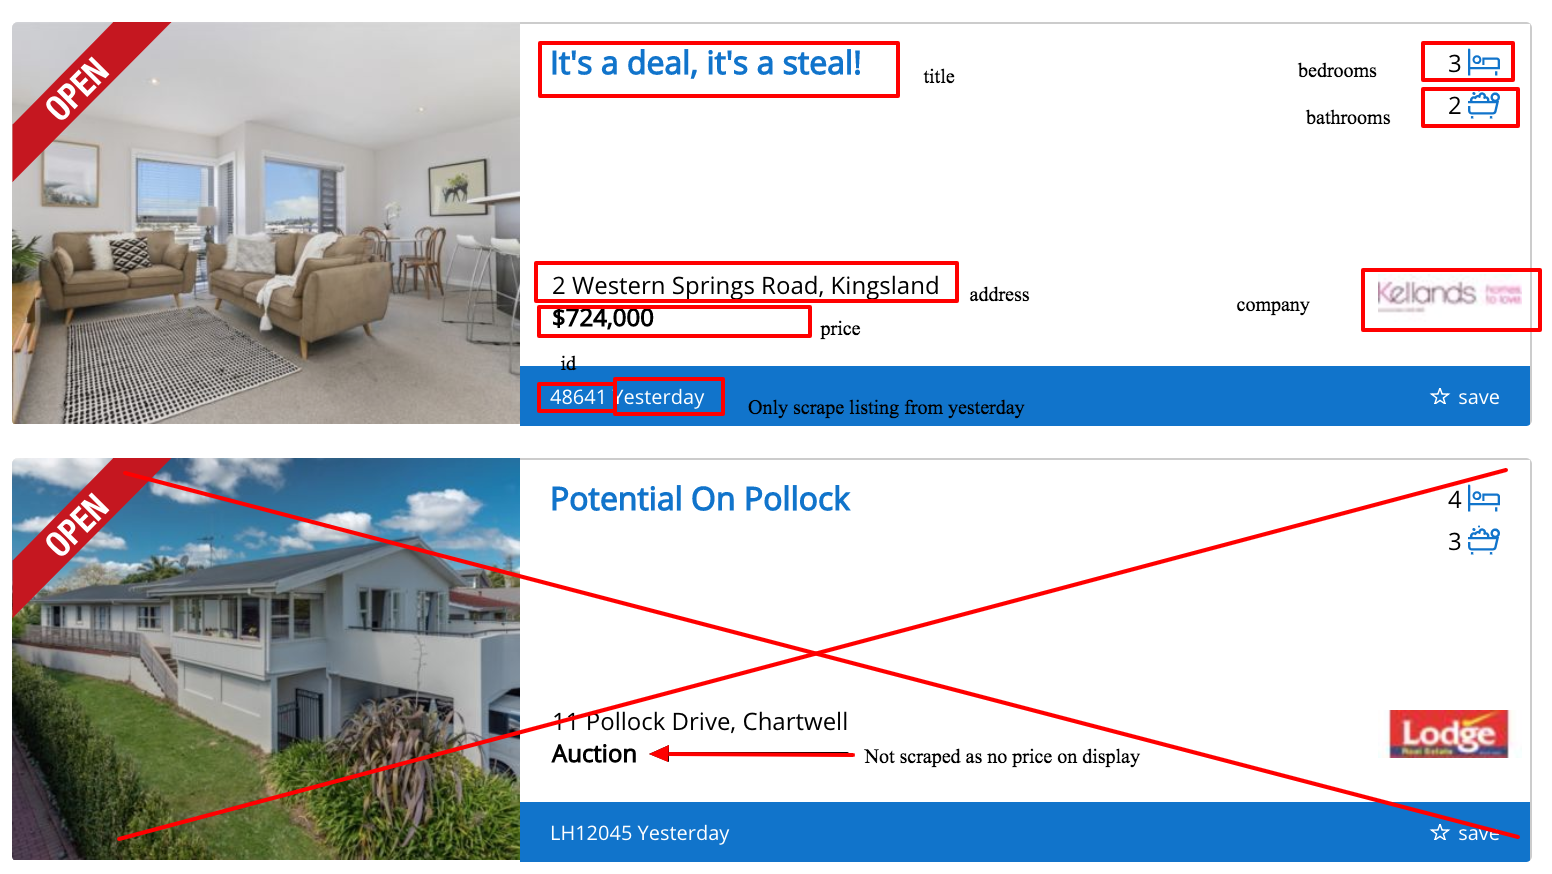 OPEN
It's a deal, it's a steal!
title
bedrooms
3
bathrooms
2
2 Western Springs Road, Kingsland
address
company
Kellands homes
to love
$724,000
price
id
48641 Yesterday
Only scrape listing from yesterday
save
OPEN
Potential On Pollock
4
3
11 Pollock Drive, Chartwell
Auction
Not scraped as no price on display
Lodge
Real Estate
LH12045 Yesterday
save